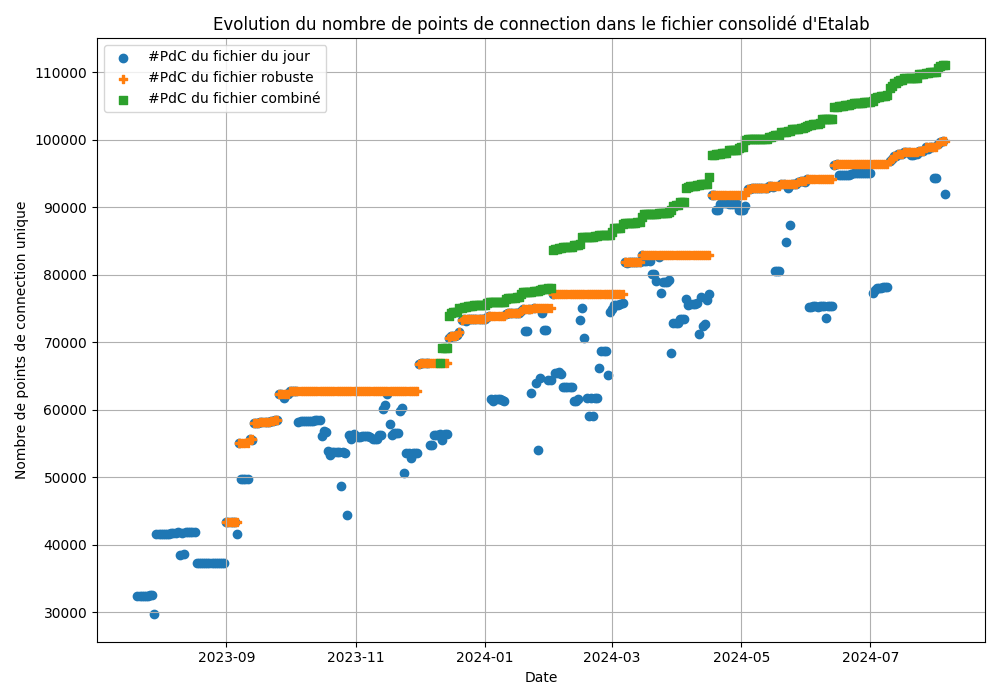 Evolution du nombre de points de connection dans le fichier consolidé d'Etalab
#PdC du fichier du jour
#PdC du fichier robuste
#PdC du fichier combiné
Nombre de points de connection unique
110000
100000
90000
80000
70000
60000
50000
40000
30000
2023-09
2023-11
2024-01
2024-03
2024-05
2024-07
Date